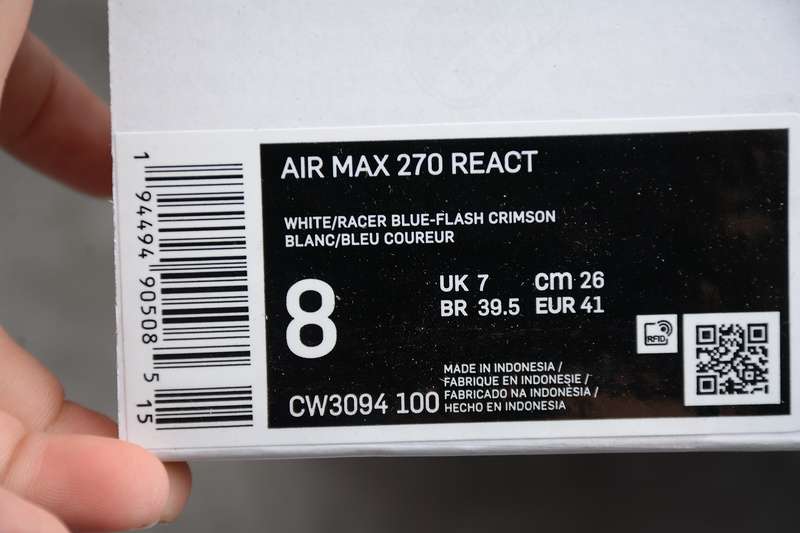 AIR MAX 270 REACT
WHITE/RACER BLUE-FLASH CRIMSON
BLANC/BLEU COUREUR
8
UK 7 cm 26
BR 39.5 EUR 41
RFID
CW3094 100
MADE IN INDONESIA /
FABRIQUE EN INDONESIE /
FABRICADO NA INDONÉSIA /
HECHO EN INDONESIA
1 94494 90508 5 15